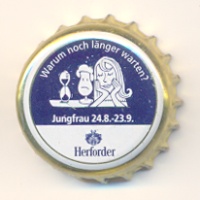 Warum noch länger warten?
Jungfrau 24.8.-23.9.
Herforder